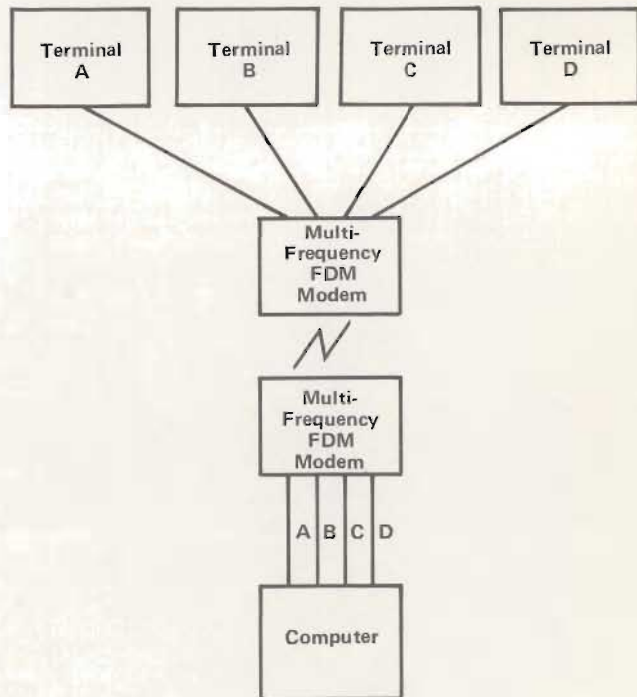 Terminal
A
Terminal
B
Terminal
C
Terminal
D
Multi-
Frequency
FDM
Modem
Multi-
Frequency
FDM
Modem
A B C D
Computer